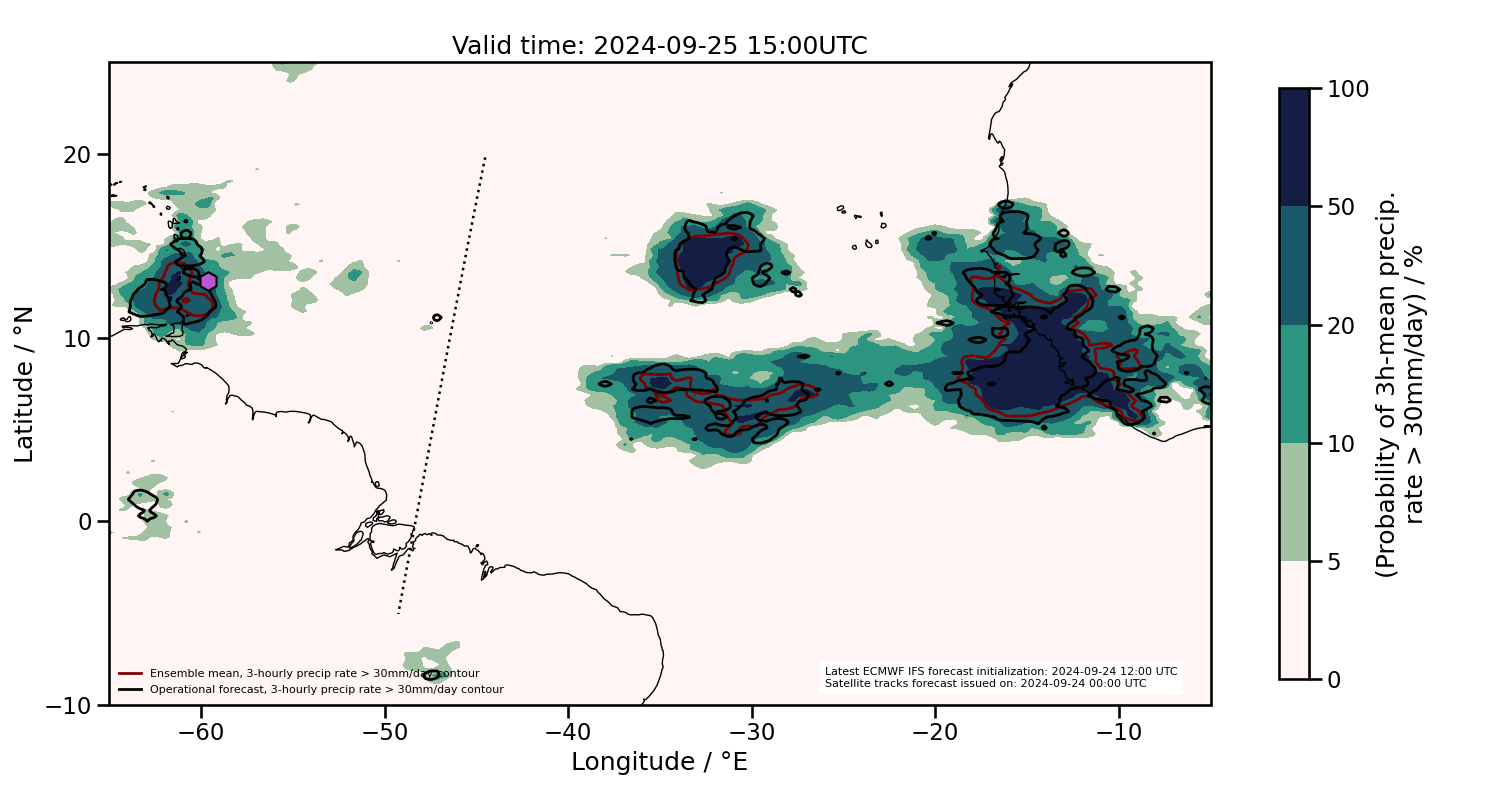 Valid time: 2024-09-25 15:00UTC
20
10
0
−10
Latitude / °N
−60
−50
−40
−30
−20
−10
Longitude / °E
Ensemble mean, 3-hourly precip rate > 30mm/day contour
Operational forecast, 3-hourly precip rate > 30mm/day contour
Latest ECMWF IFS forecast initialization: 2024-09-24 12:00 UTC
Satellite tracks forecast issued on: 2024-09-24 00:00 UTC
100
50
20
10
5
0
(Probability of 3h-mean precip.
rate > 30mm/day) / %